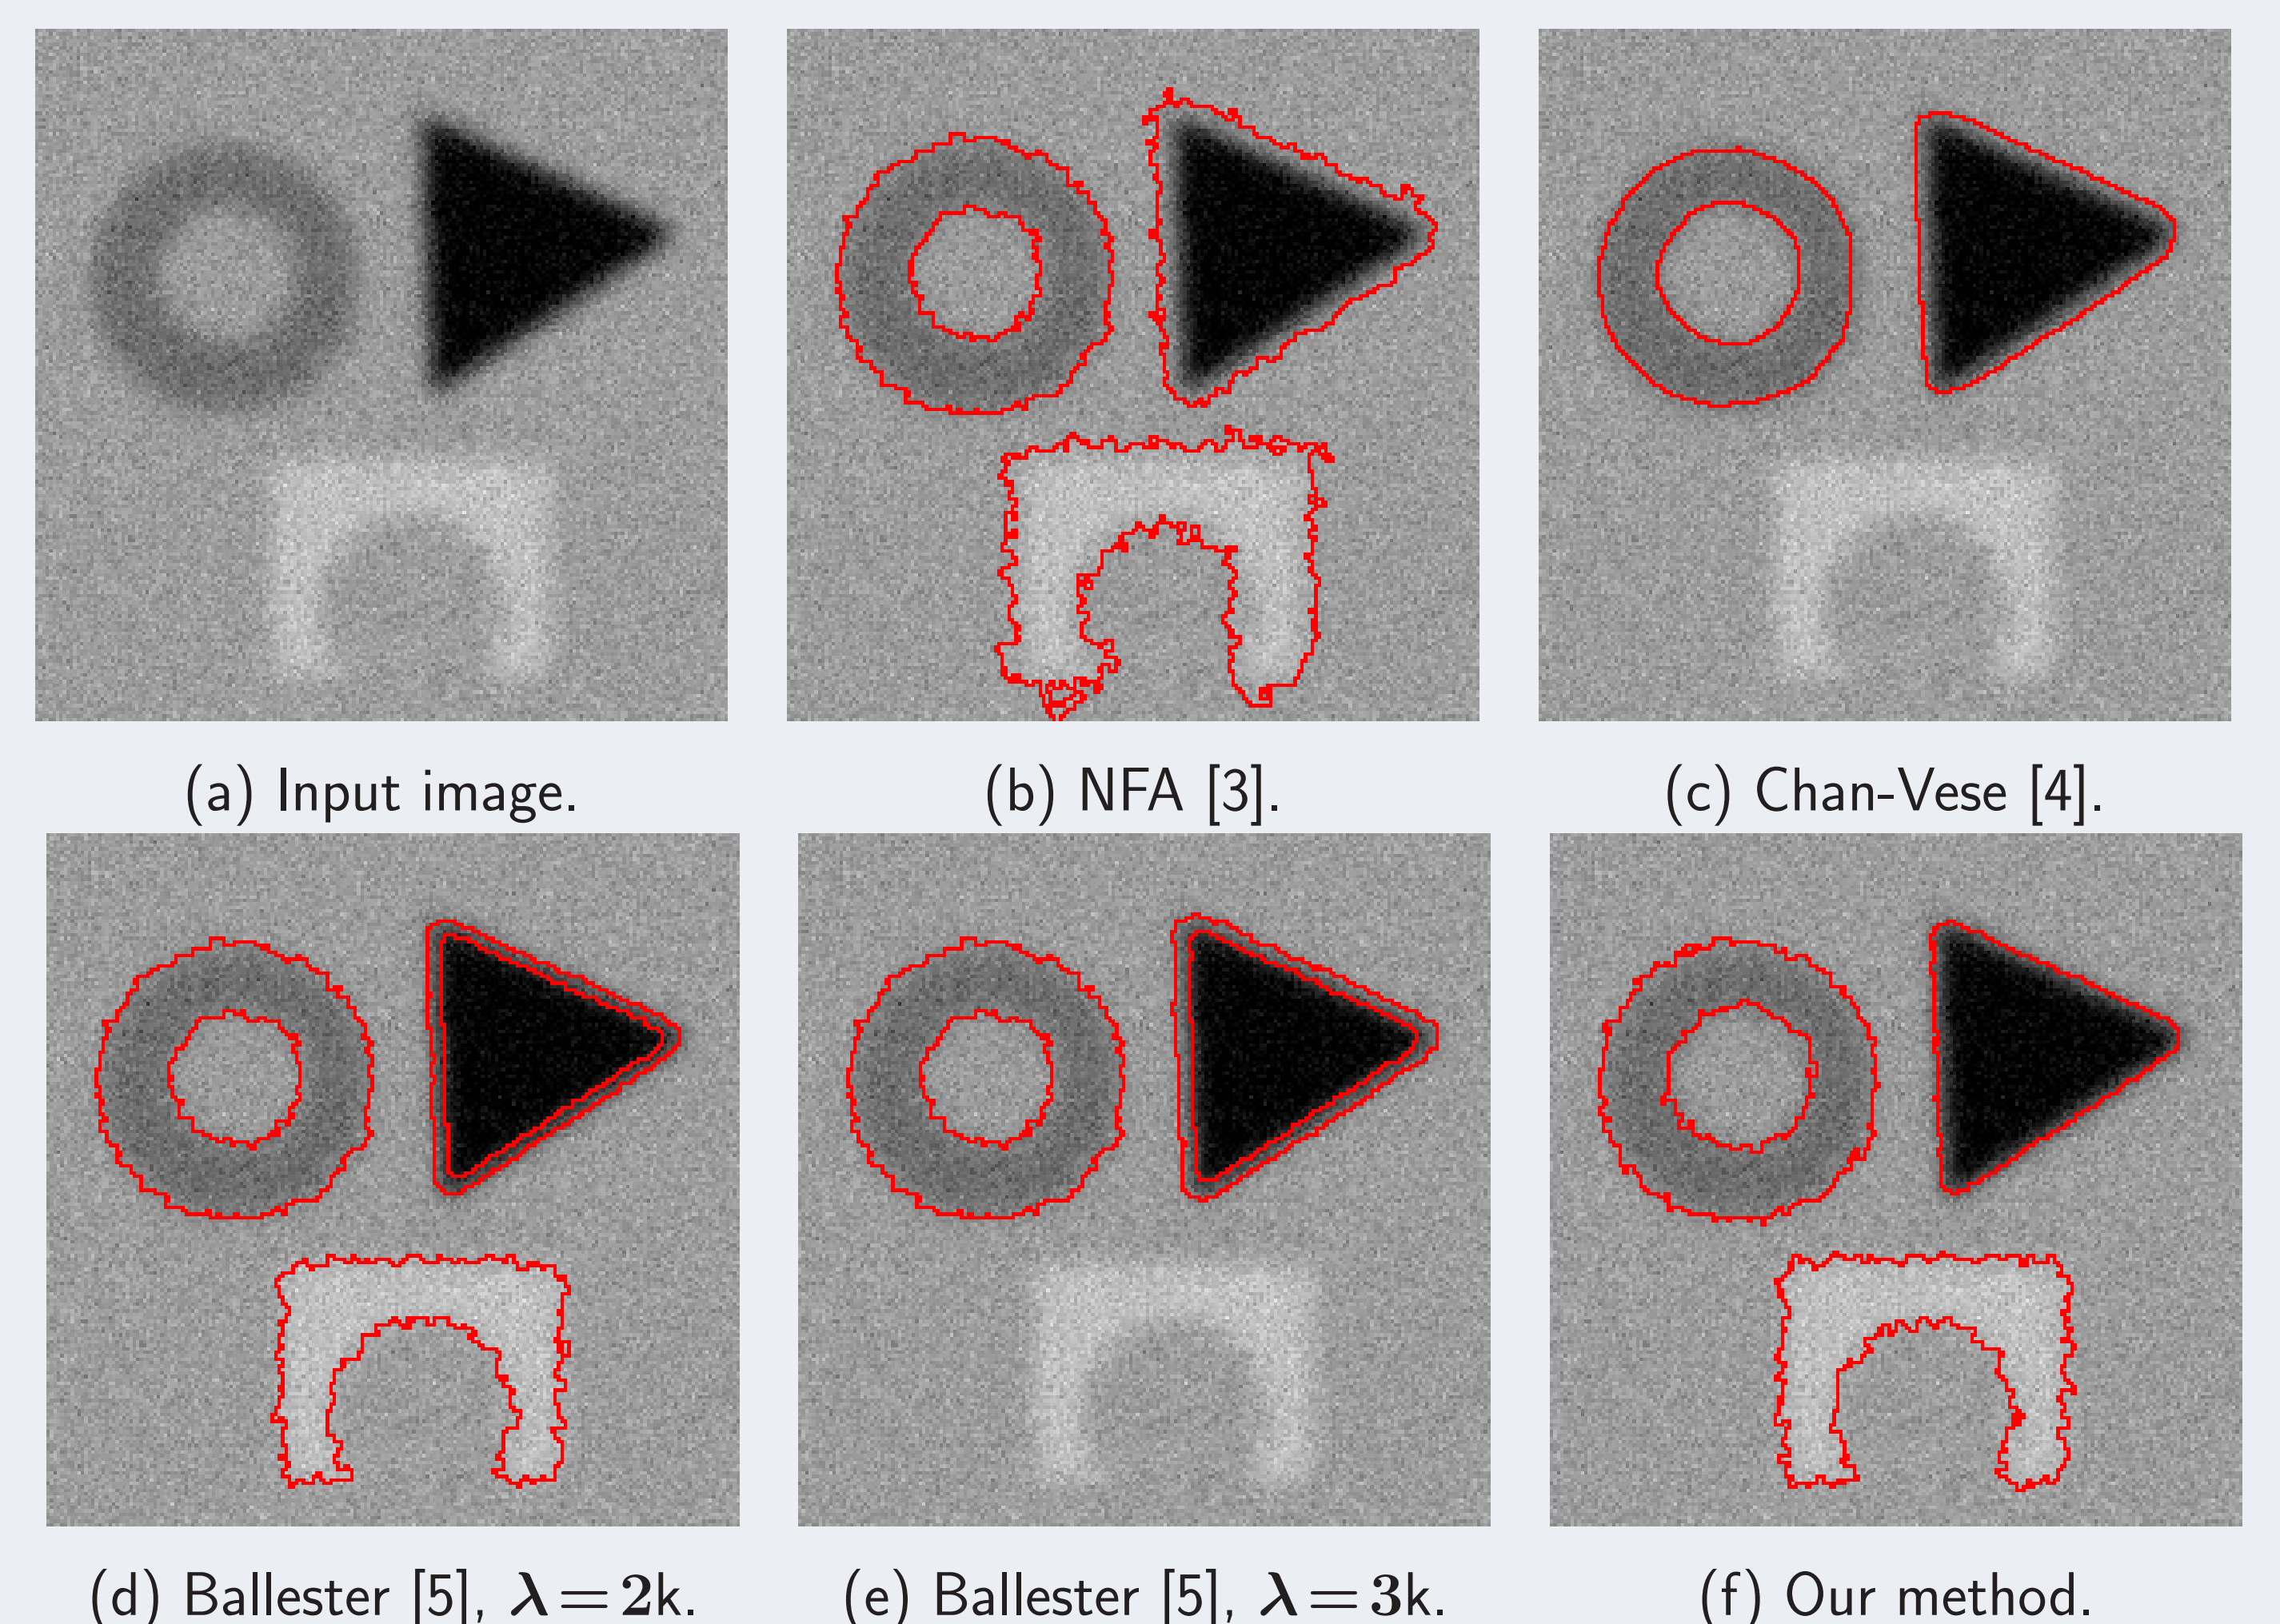 (a) Input image.
(b) NFA [3].
(c) Chan-Vese [4].
(d) Ballester [5], λ=2k.
(e) Ballester [5], λ=3k.
(f) Our method.